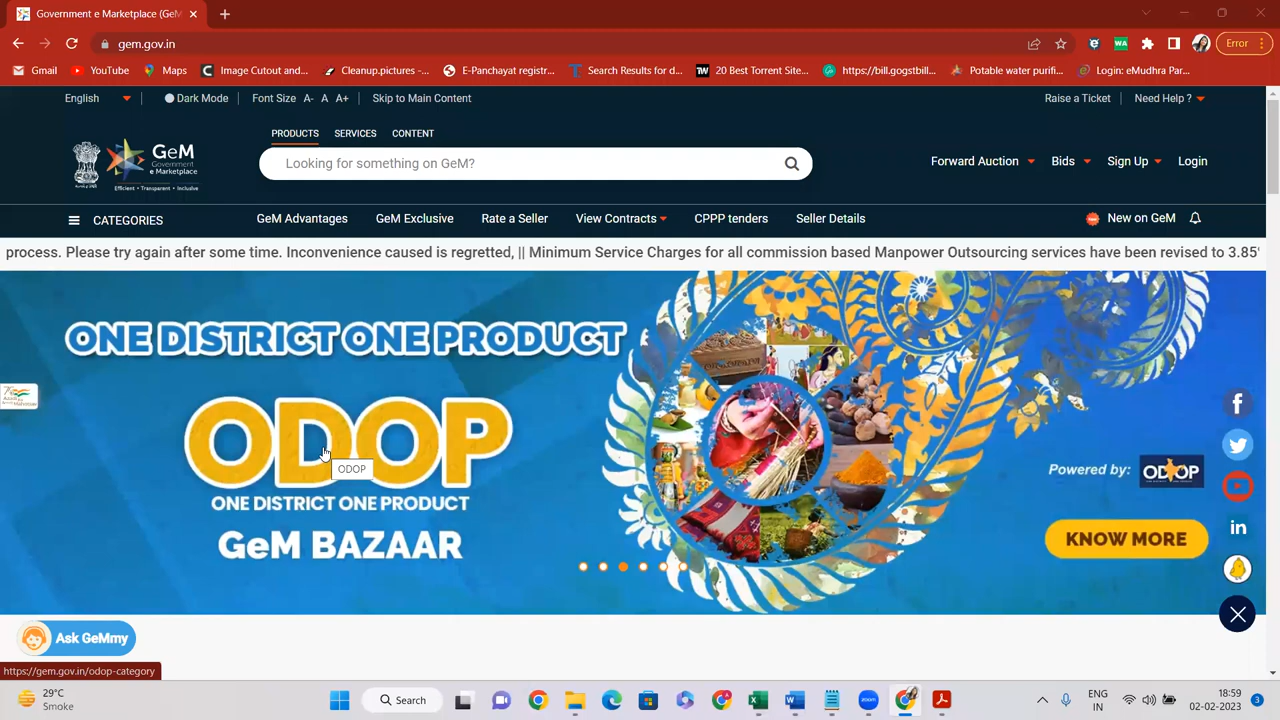 Government e Marketplace (GeM
gem.gov.in
Error
Gmail
YouTube
Maps
Image Cutout and...
Cleanup.pictures -...
E-Panchayat registr...
Search Results for d...
20 Best Torrent Site...
https://bill.gogstbill...
Potable water purifi...
Login: eMudhra Par...
English
Dark Mode
Font Size A- A A+
Skip to Main Content
Raise a Ticket
Need Help ?
GeM
Government
e Marketplace
Efficient • Transparent • Inclusive
PRODUCTS SERVICES CONTENT
Looking for something on GeM?
Forward Auction
Bids
Sign Up
Login
CATEGORIES
GeM Advantages
GeM Exclusive
Rate a Seller
View Contracts
CPPP tenders
Seller Details
New on GeM
process. Please try again after some time. Inconvenience caused is regretted, || Minimum Service Charges for all commission based Manpower Outsourcing services have been revised to 3.85
ONE DISTRICT ONE PRODUCT
ODOP
ODOP
ONE DISTRICT ONE PRODUCT
GeM BAZAAR
Powered by: ODOP
KNOW MORE
Ask GeMmy
https://gem.gov.in/odop-category
29°C
Smoke
Search
zoom
ENG
IN
18:59
02-02-2023
3